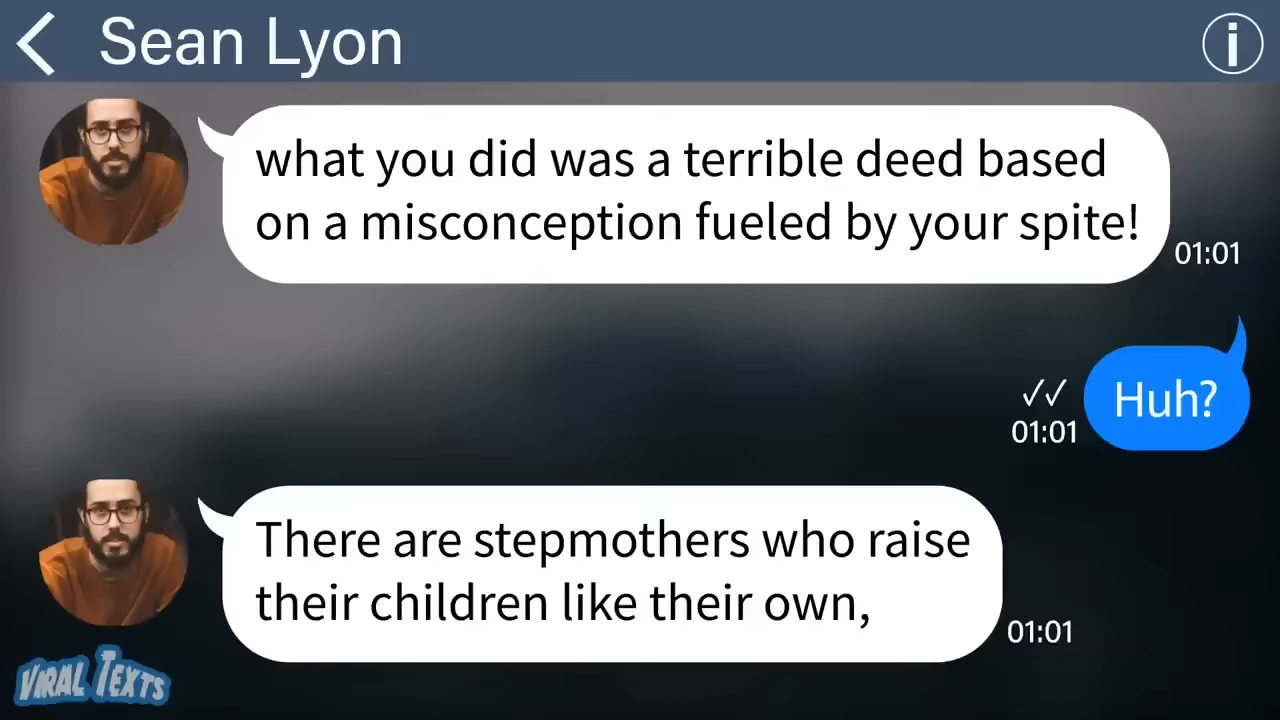 Sean Lyon
what you did was a terrible deed based
on a misconception fueled by your spite!
01:01
Huh?
01:01
There are stepmothers who raise
their children like their own,
01:01
VIRAL TEXTS